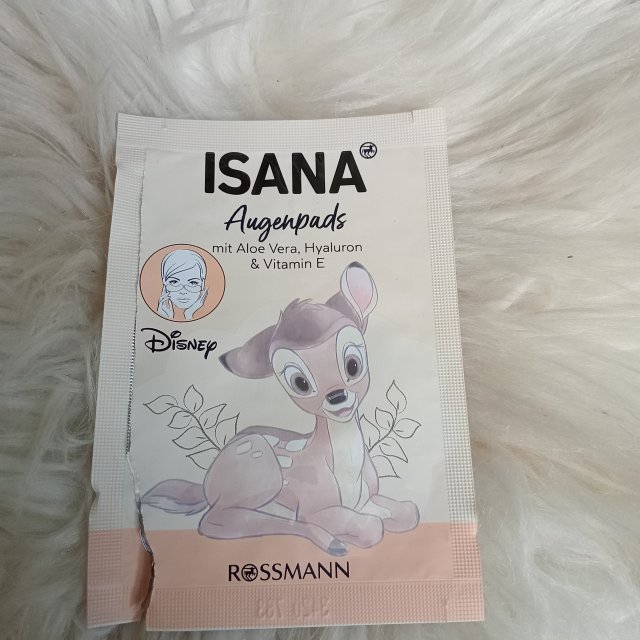 ISANA
Augenpads
mit Aloe Vera, Hyaluron
& Vitamin E
Disney
ROSSMANN